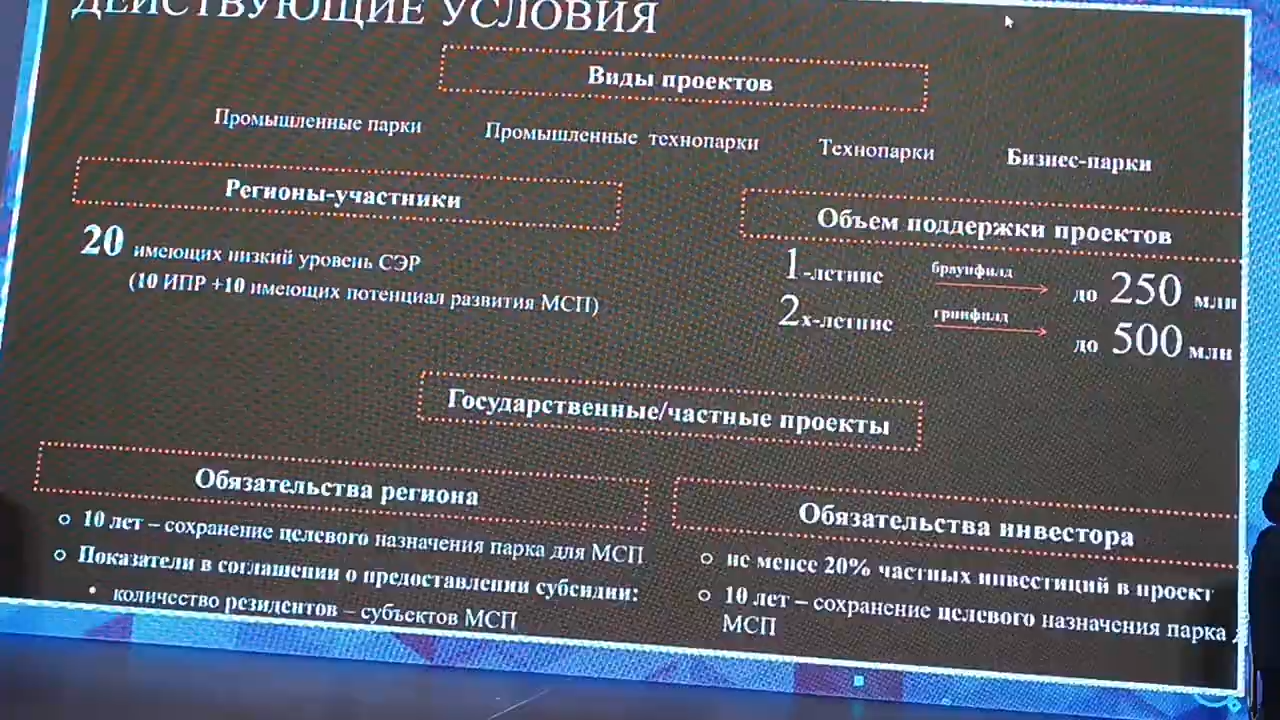 ДЕЙСТВУЮЩИЕ УСЛОВИЯ
Виды проектов
Промышленные парки
Промышленные технопарки
Технопарки
Бизнес-парки
Регионы-участники
20 имеющих низкий уровень СЭР
(10 ИПР +10 имеющих потенциал развития МСП)
Объем поддержки проектов
1-летние браунфилд до 250 млн
2х-летние гринфилд до 500 млн
Государственные/частные проекты
Обязательства региона
10 лет – сохранение целевого назначения парка для МСП
Показатели в соглашении о предоставлении субсидии:
количество резидентов – субъектов МСП
Обязательства инвестора
не менее 20% частных инвестиций в проект
10 лет – сохранение целевого назначения парка
МСП